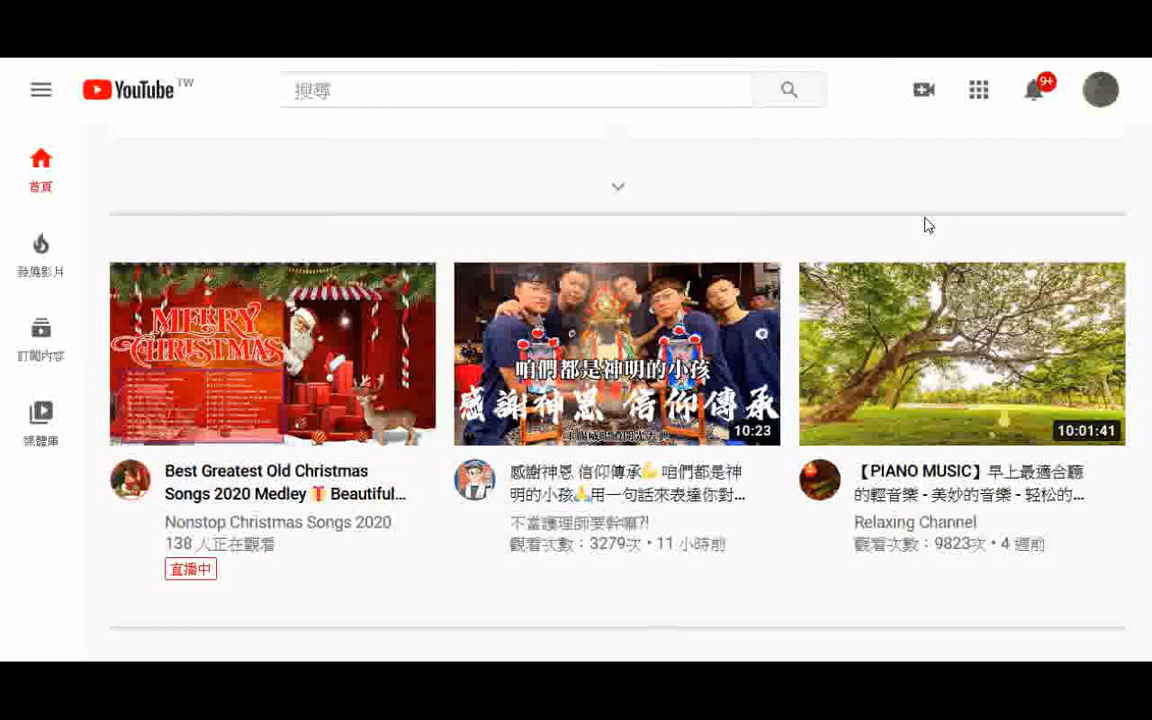 YouTube TW
搜尋
9+
首頁
發燒影片
訂閱內容
媒體庫
MERRY
CHRISTMAS
咱們都是神明的小孩
感謝神恩 信仰傳承
10:23
10:01:41
Best Greatest Old Christmas
Songs 2020 Medley🎁 Beautiful...
Nonstop Christmas Songs 2020
138 人正在觀看
直播中
感謝神恩 信仰傳承💪 咱們都是神
明的小孩🙏用一句話來表達你對...
不當護理師要幹嘛?!
觀看次數：3279次 • 11 小時前
【PIANO MUSIC】早上最適合聽
的輕音樂 - 美妙的音樂 - 轻松的...
Relaxing Channel
觀看次數：9823次 • 4 週前